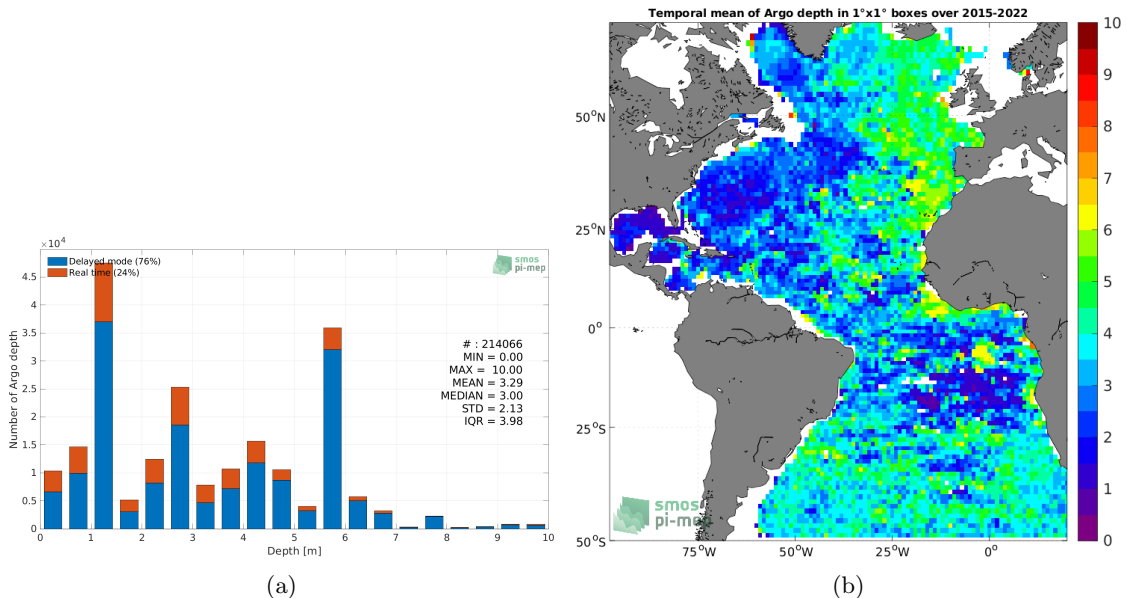 Temporal mean of Argo depth in 1°x1° boxes over 2015-2022
×10⁴
Delayed mode (76%)
Real time (24%)
smos
pi-mep
# : 214066
MIN = 0.00
MAX = 10.00
MEAN = 3.29
MEDIAN = 3.00
STD = 2.13
IQR = 3.98
Number of Argo depth
4.5
4
3.5
3
2.5
2
1.5
1
0.5
0
0 1 2 3 4 5 6 7 8 9 10
Depth [m]
(a)
50°N
25°N
0°
25°S
50°S
75°W 50°W 25°W 0°
smos
pi-mep
10
9
8
7
6
5
4
3
2
1
0
(b)